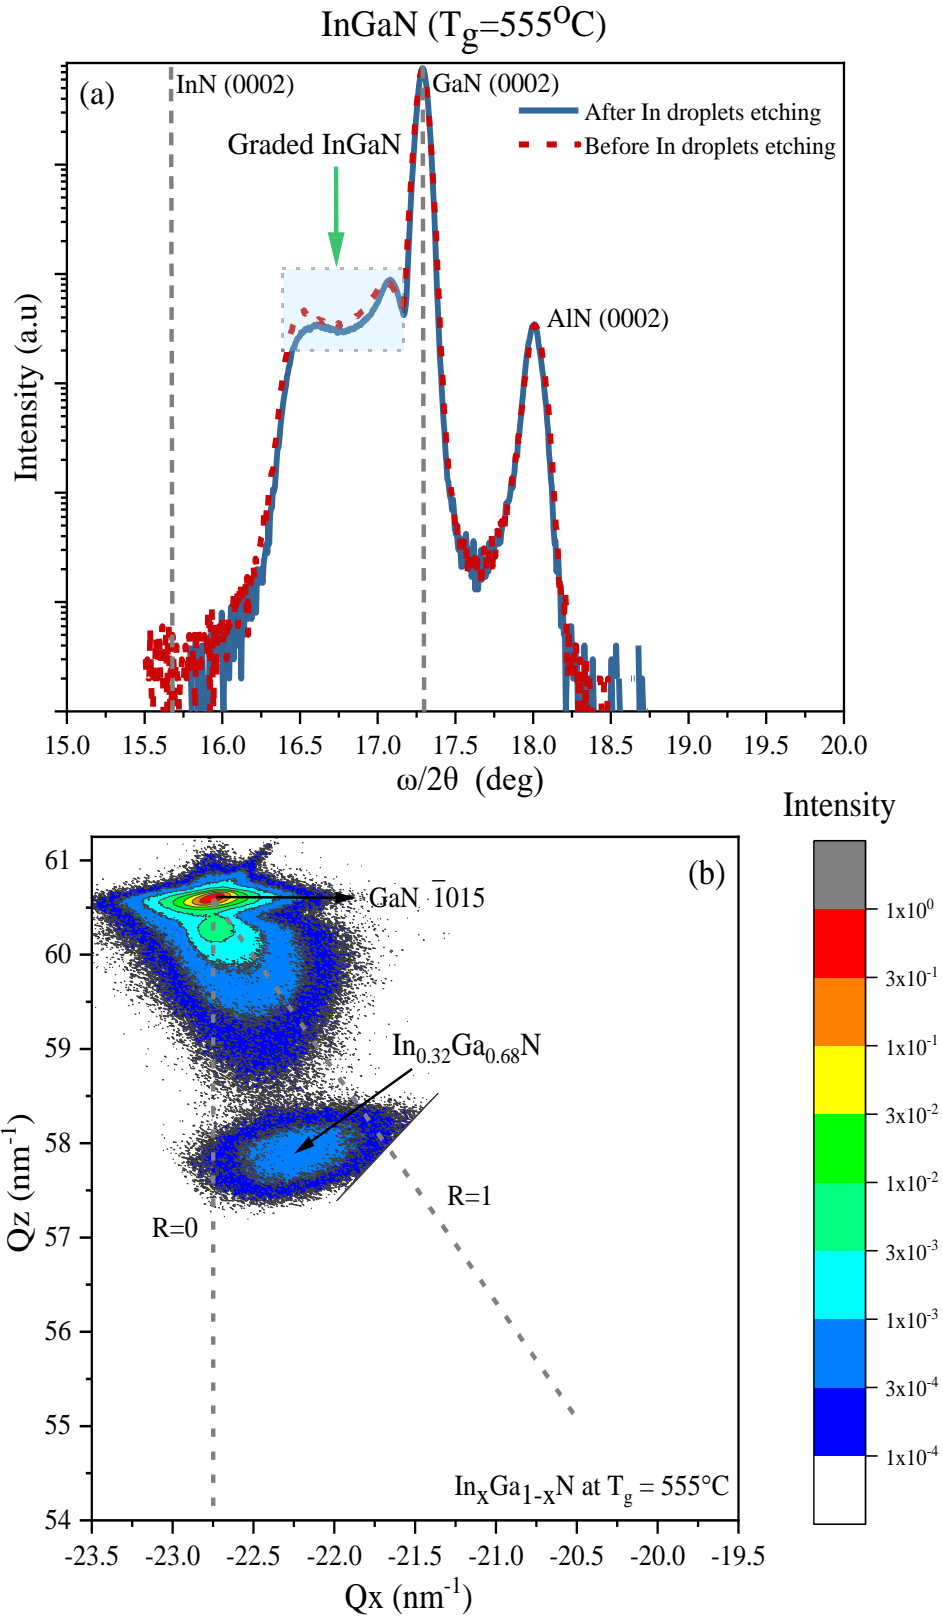 InGaN (T_g=555°C)
(a)
InN (0002)
GaN (0002)
After In droplets etching
Before In droplets etching
Graded InGaN
AlN (0002)
Intensity (a.u)
15.0 15.5 16.0 16.5 17.0 17.5 18.0 18.5 19.0 19.5 20.0
ω/2θ (deg)
Intensity
(b)
61
60
59
58
57
56
55
54
Qz (nm⁻¹)
GaN 1̅015
In₀.₃₂Ga₀.₆₈N
R=0
R=1
InₓGa₁₋ₓN at T_g = 555°C
-23.5 -23.0 -22.5 -22.0 -21.5 -21.0 -20.5 -20.0 -19.5
Qx (nm⁻¹)
1x10⁰
3x10⁻¹
1x10⁻¹
3x10⁻²
1x10⁻²
3x10⁻³
1x10⁻³
3x10⁻⁴
1x10⁻⁴